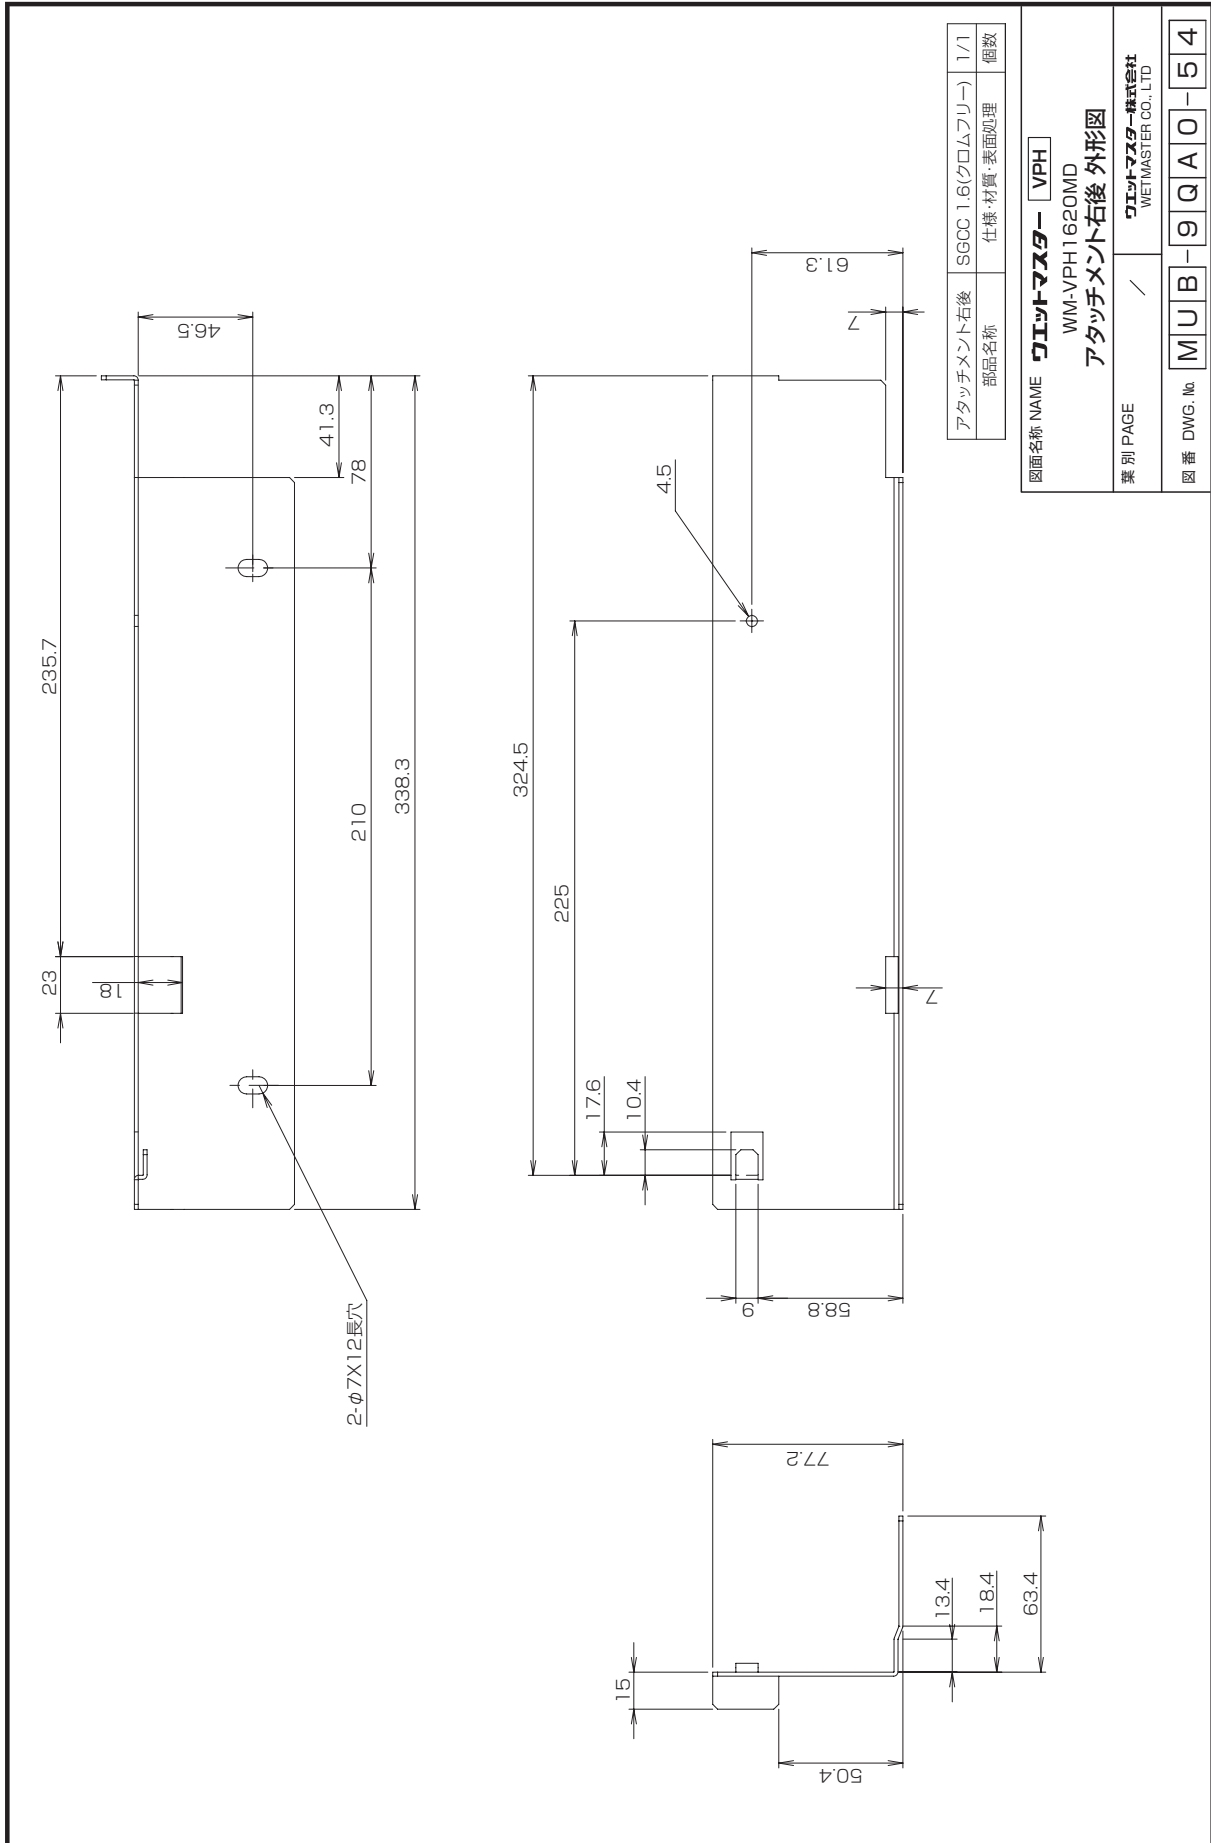 235.7
23
18
46.5
41.3
78
210
338.3
2-φ7X12長穴
324.5
225
17.6
10.4
4.5
61.3
7
7
9
58.8
77.2
15
50.4
13.4
18.4
63.4
アタッチメント右後 SGCC 1.6(クロムフリー) 1/1
部品名称 仕様・材質・表面処理 個数
図面名称 NAME ウエットマスター VPH
WM-VPH1620MD
アタッチメント右後 外形図
葉 別 PAGE /
ウエットマスター株式会社
WETMASTER CO., LTD
図 番 DWG. № MUB-9QA0-54